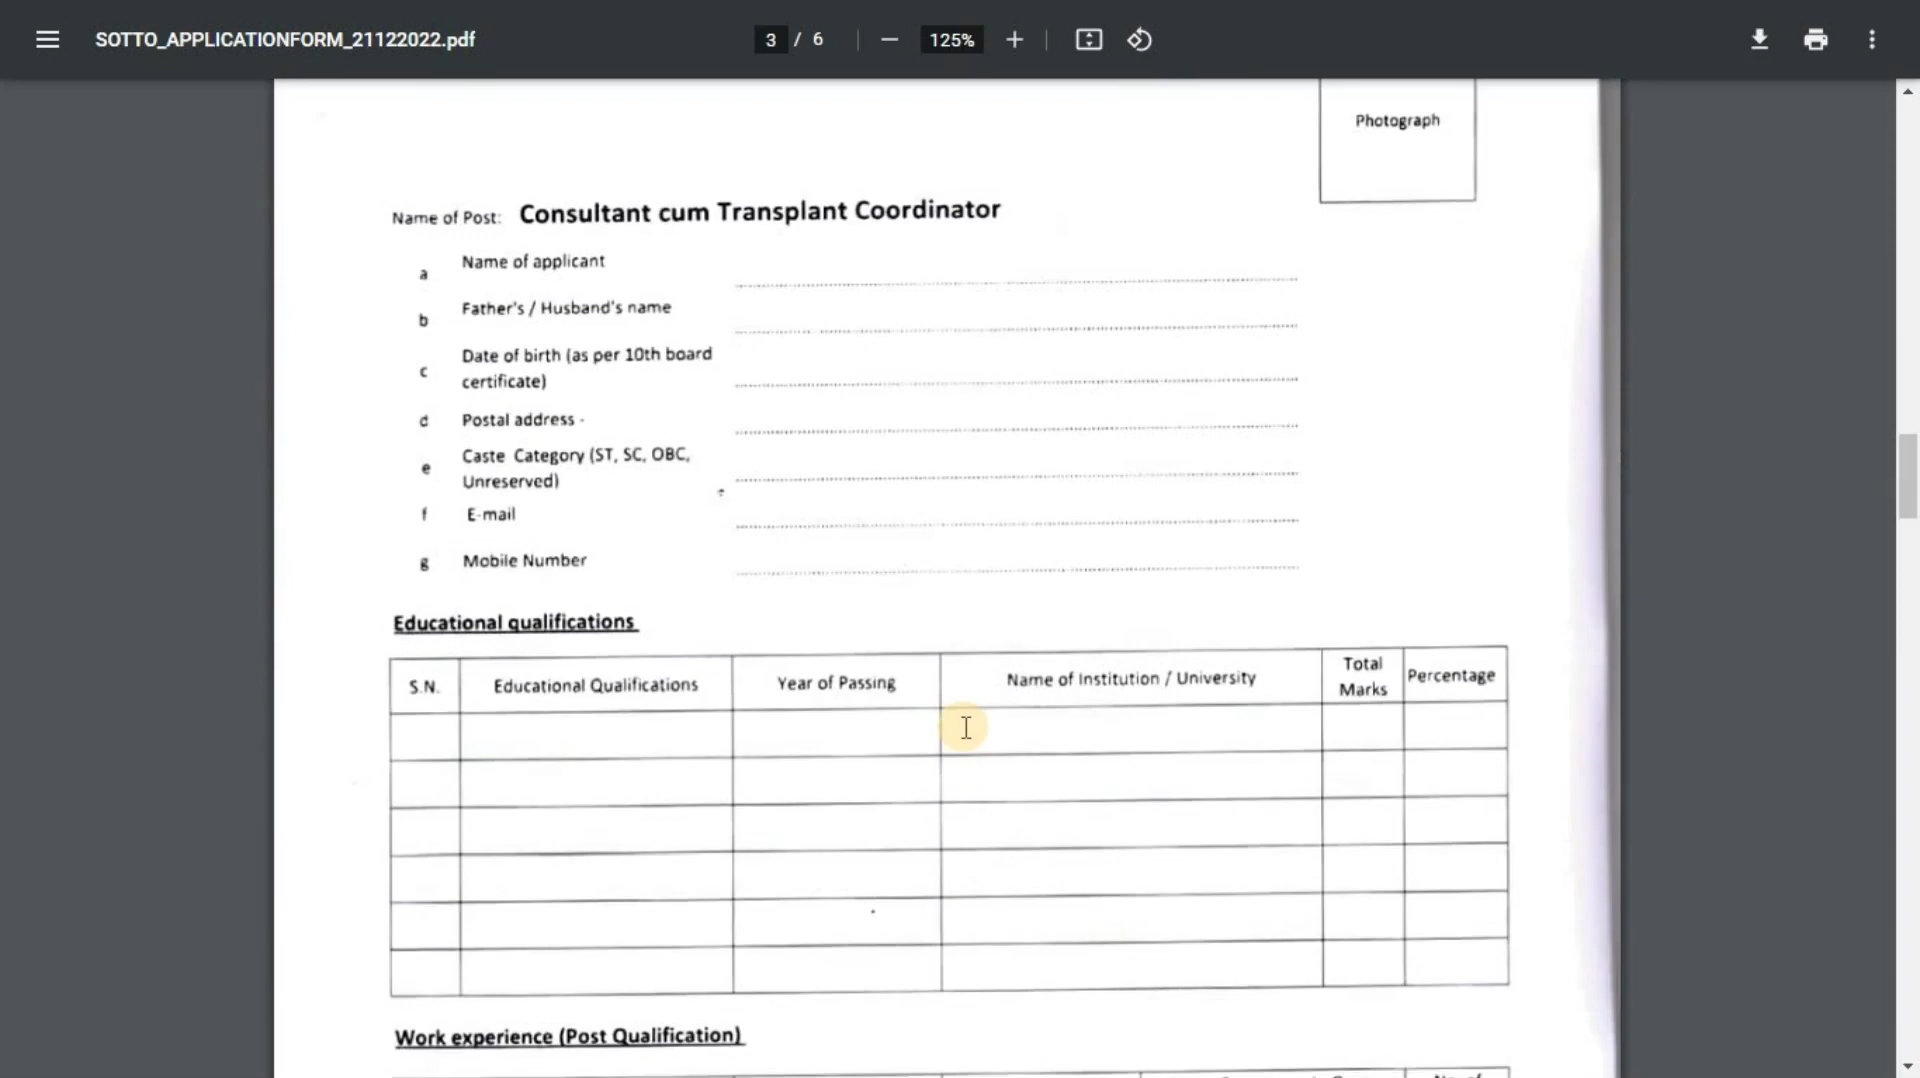 SOTTO_APPLICATIONFORM_21122022.pdf
3 / 6
125%
Photograph
Name of Post: Consultant cum Transplant Coordinator
a Name of applicant
b Father's / Husband's name
c Date of birth (as per 10th board
certificate)
d Postal address -
e Caste Category (ST, SC, OBC,
Unreserved)
f E-mail
g Mobile Number
Educational qualifications
S.N. Educational Qualifications Year of Passing Name of Institution / University Total Marks Percentage
Work experience (Post Qualification)